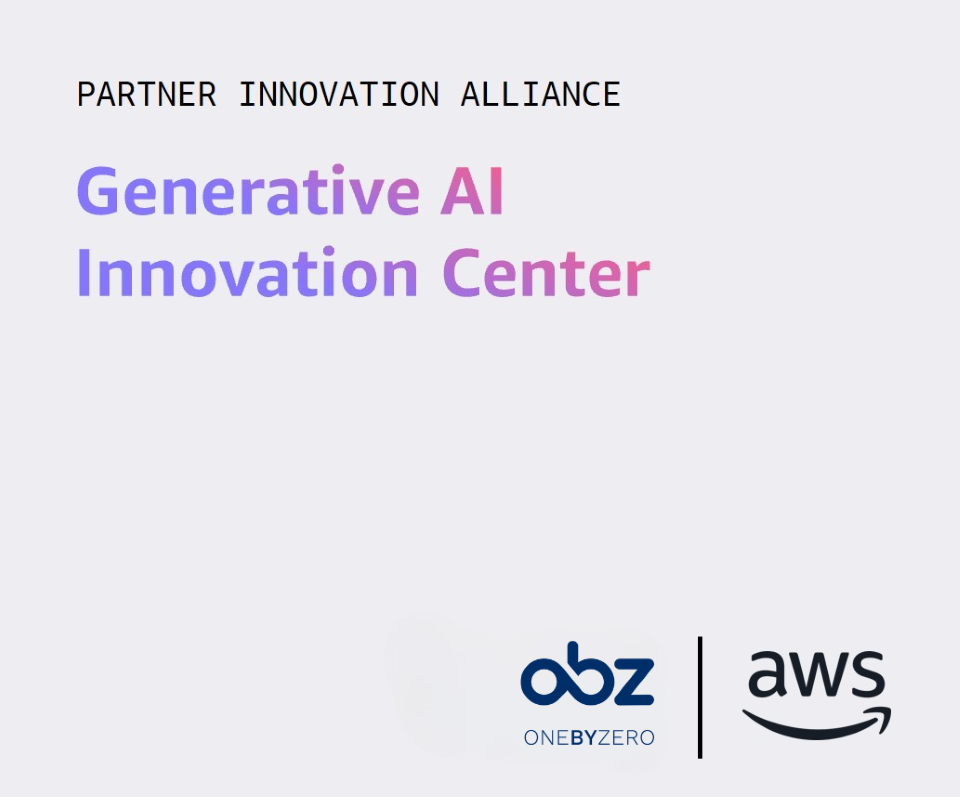 PARTNER INNOVATION ALLIANCE
Generative AI
Innovation Center
obz
ONEBYZERO
aws